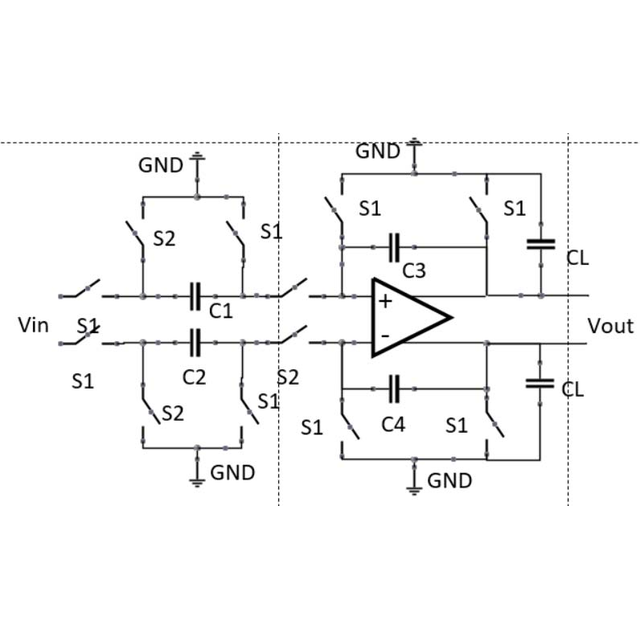 GND
GND
S1
S1
S2
S1
C3
CL
C1
+
Vin
S1
-
Vout
S1
C2
S2
CL
S2
S1
S1
C4
S1
GND
GND